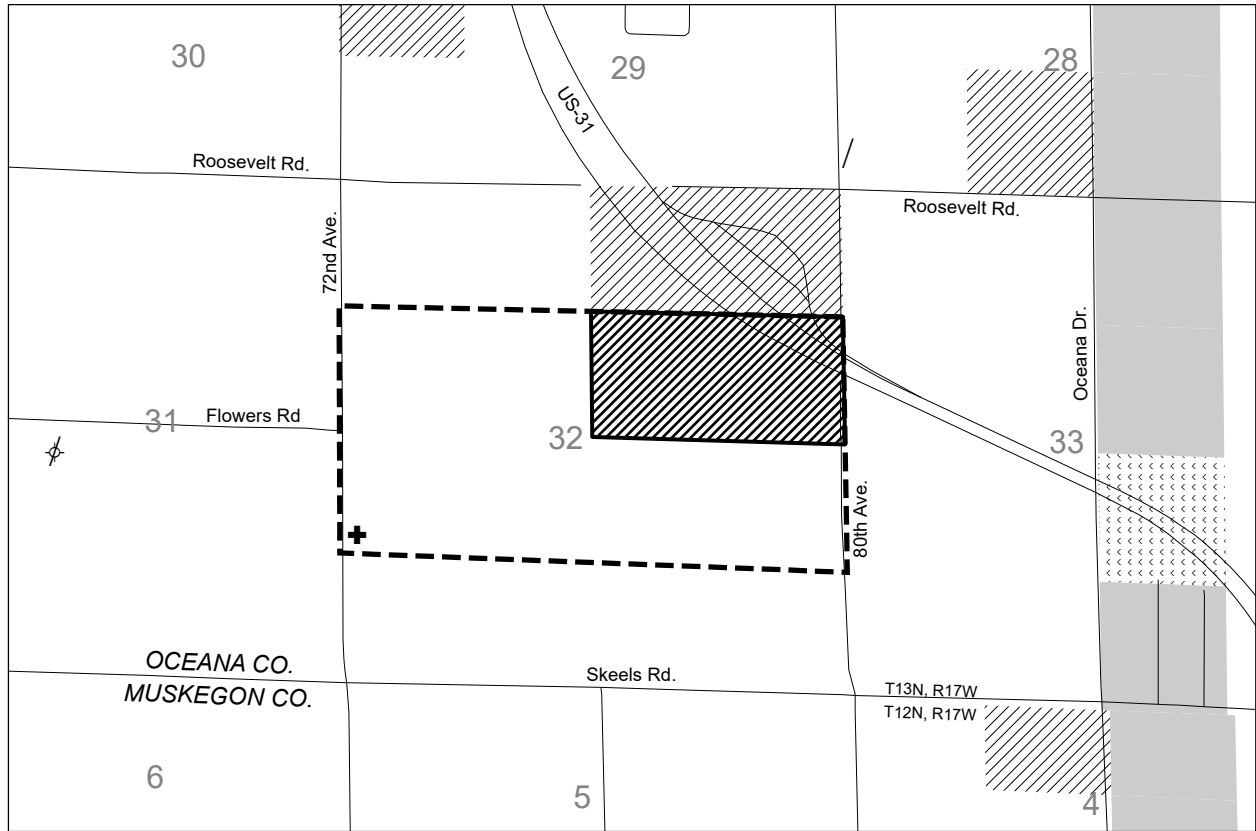 30
29
28
US-31
Roosevelt Rd.
Roosevelt Rd.
72nd Ave.
Oceana Dr.
31
Flowers Rd
32
33
80th Ave.
OCEANA CO.
MUSKEGON CO.
Skeels Rd.
T13N, R17W
T12N, R17W
6
5
4